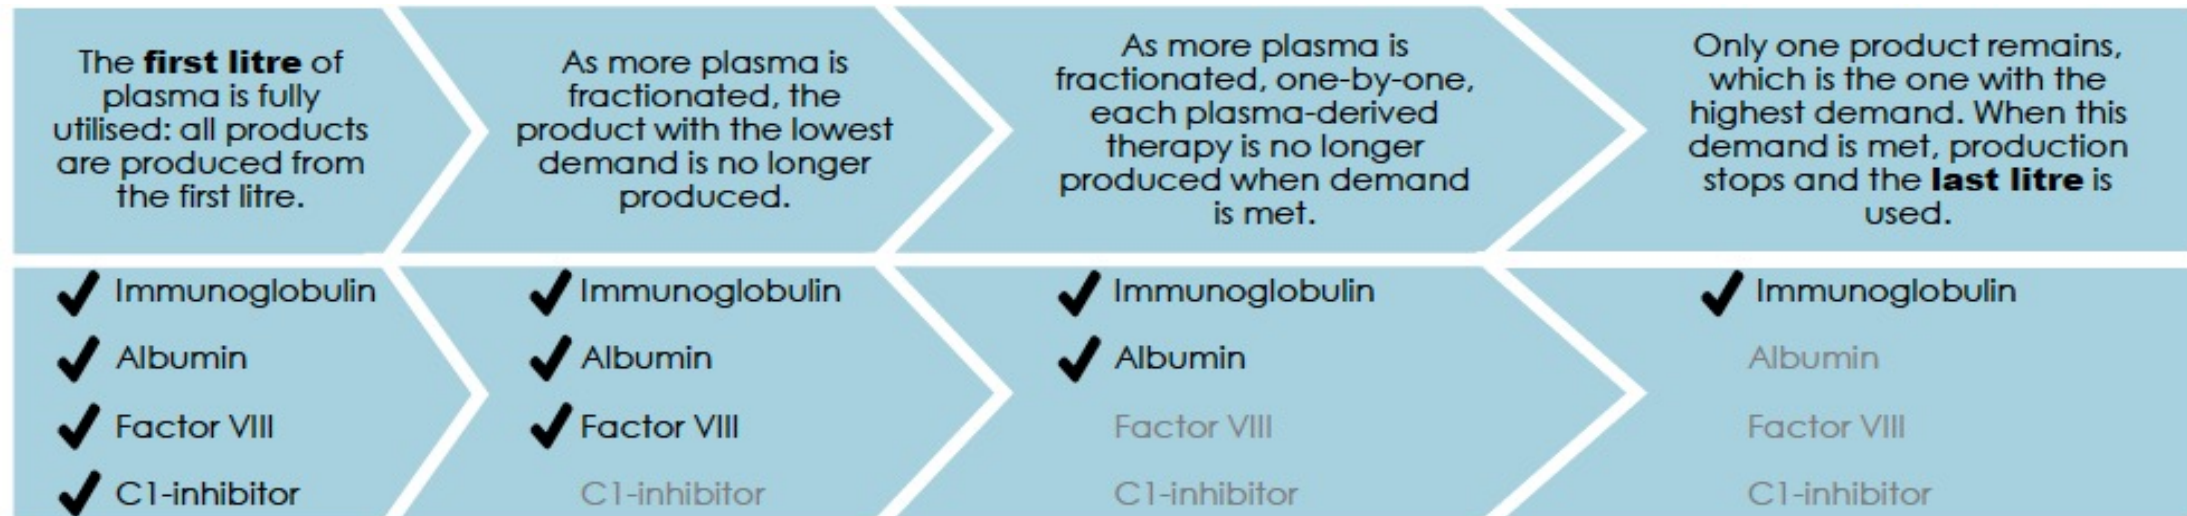 The first litre of
plasma is fully
utilised: all products
are produced from
the first litre.
As more plasma is
fractionated, the
product with the lowest
demand is no longer
produced.
As more plasma is
fractionated, one-by-one,
each plasma-derived
therapy is no longer
produced when demand
is met.
Only one product remains,
which is the one with the
highest demand. When this
demand is met, production
stops and the last litre is
used.
✔ Immunoglobulin
✔ Albumin
✔ Factor VIII
✔ C1-inhibitor
✔ Immunoglobulin
✔ Albumin
✔ Factor VIII
C1-inhibitor
✔ Immunoglobulin
✔ Albumin
Factor VIII
C1-inhibitor
✔ Immunoglobulin
Albumin
Factor VIII
C1-inhibitor